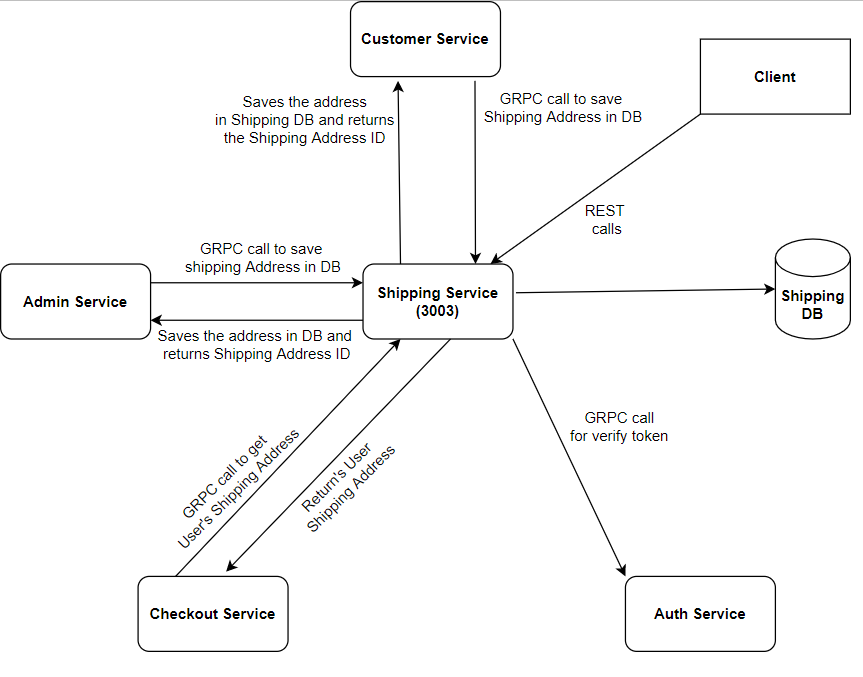 Customer Service
Client
Saves the address
in Shipping DB and returns
the Shipping Address ID
GRPC call to save
Shipping Address in DB
REST
calls
GRPC call to save
shipping Address in DB
Admin Service
Shipping Service
(3003)
Shipping
DB
Saves the address in DB and
returns Shipping Address ID
GRPC call to get
User's Shipping Address
Return's User
Shipping Address
GRPC call
for verify token
Checkout Service
Auth Service